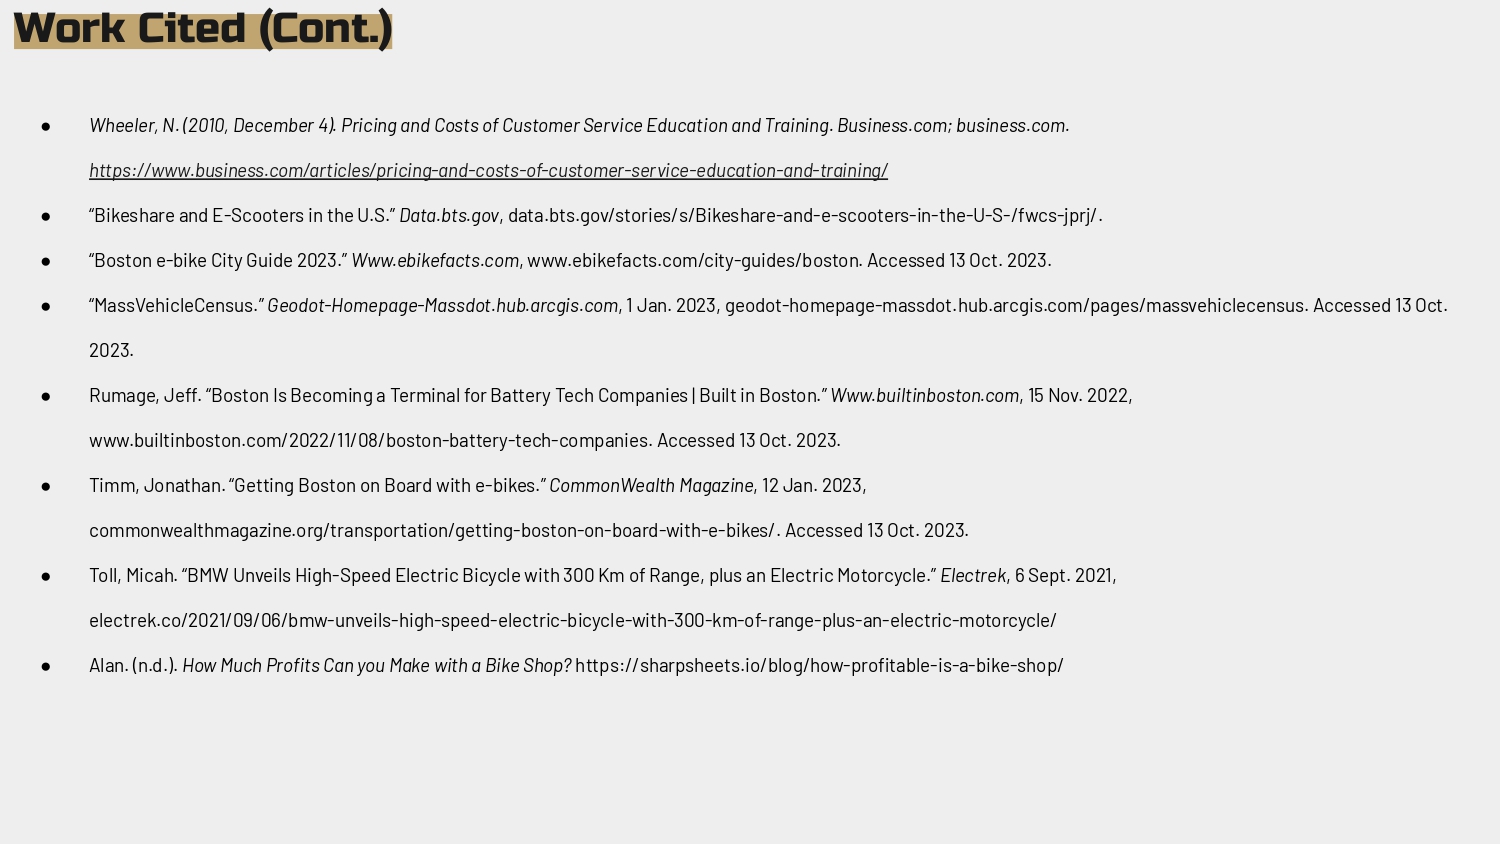 Work Cited (Cont.)
● Wheeler, N. (2010, December 4). Pricing and Costs of Customer Service Education and Training. Business.com; business.com.
https://www.business.com/articles/pricing-and-costs-of-customer-service-education-and-training/
● “Bikeshare and E-Scooters in the U.S.” Data.bts.gov, data.bts.gov/stories/s/Bikeshare-and-e-scooters-in-the-U-S-/fwcs-jprj/.
● “Boston e-bike City Guide 2023.” Www.ebikefacts.com, www.ebikefacts.com/city-guides/boston. Accessed 13 Oct. 2023.
● “MassVehicleCensus.” Geodot-Homepage-Massdot.hub.arcgis.com, 1 Jan. 2023, geodot-homepage-massdot.hub.arcgis.com/pages/massvehiclecensus. Accessed 13 Oct.
2023.
● Rumage, Jeff. “Boston Is Becoming a Terminal for Battery Tech Companies | Built in Boston.” Www.builtinboston.com, 15 Nov. 2022,
www.builtinboston.com/2022/11/08/boston-battery-tech-companies. Accessed 13 Oct. 2023.
● Timm, Jonathan. “Getting Boston on Board with e-bikes.” CommonWealth Magazine, 12 Jan. 2023,
commonwealthmagazine.org/transportation/getting-boston-on-board-with-e-bikes/. Accessed 13 Oct. 2023.
● Toll, Micah. “BMW Unveils High-Speed Electric Bicycle with 300 Km of Range, plus an Electric Motorcycle.” Electrek, 6 Sept. 2021,
electrek.co/2021/09/06/bmw-unveils-high-speed-electric-bicycle-with-300-km-of-range-plus-an-electric-motorcycle/
● Alan. (n.d.). How Much Profits Can you Make with a Bike Shop? https://sharpsheets.io/blog/how-profitable-is-a-bike-shop/